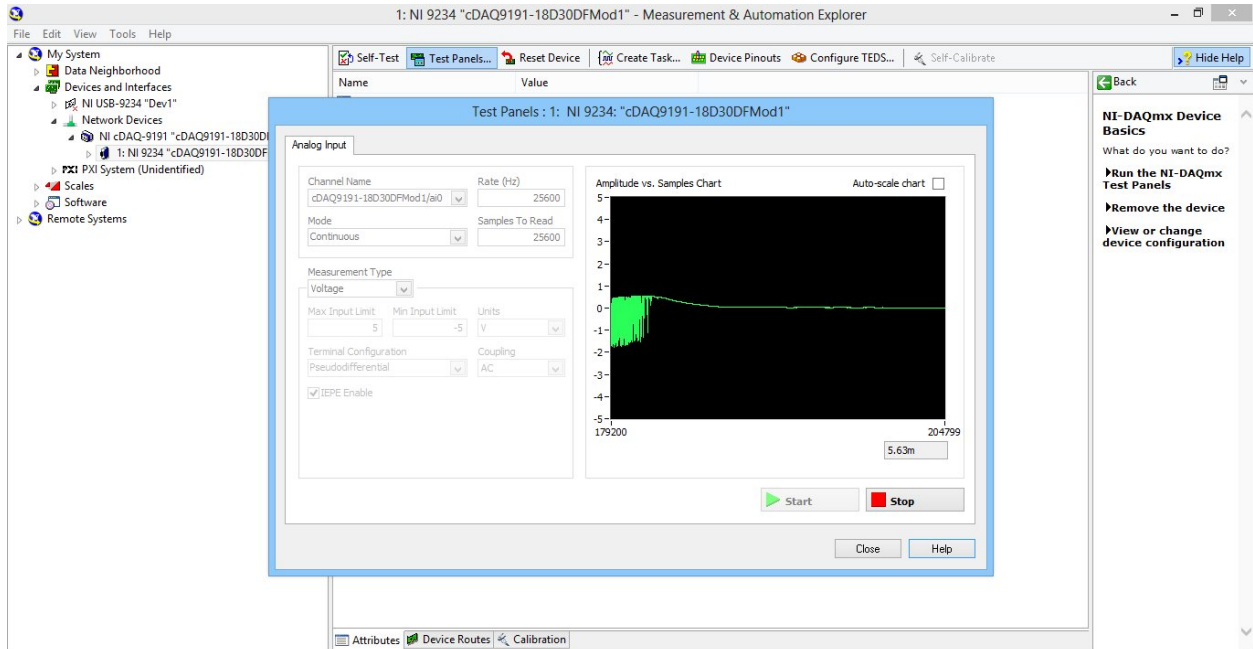 1: NI 9234 "cDAQ9191-18D30DFMod1" - Measurement & Automation Explorer
File Edit View Tools Help
My System
Data Neighborhood
Devices and Interfaces
NI USB-9234 "Dev1"
Network Devices
NI cDAQ-9191 "cDAQ9191-18D30DI
1: NI 9234 "cDAQ9191-18D30DF
PXI PXI System (Unidentified)
Scales
Software
Remote Systems
Self-Test Test Panels... Reset Device Create Task... Device Pinouts Configure TEDS... Self-Calibrate Hide Help
Name Value
Test Panels : 1: NI 9234: "cDAQ9191-18D30DFMod1"
Analog Input
Channel Name Rate (Hz)
cDAQ9191-18D30DFMod1/ai0 25600
Mode Samples To Read
Continuous 25600
Measurement Type
Voltage
Max Input Limit Min Input Limit Units
5 -5 V
Terminal Configuration Coupling
Pseudodifferential AC
IEPE Enable
Amplitude vs. Samples Chart Auto-scale chart
5
4
3
2
1
0
-1
-2
-3
-4
-5
179200 204799
5.63m
Start Stop
Close Help
Attributes Device Routes Calibration
Back
NI-DAQmx Device
Basics
What do you want to do?
Run the NI-DAQmx
Test Panels
Remove the device
View or change
device configuration